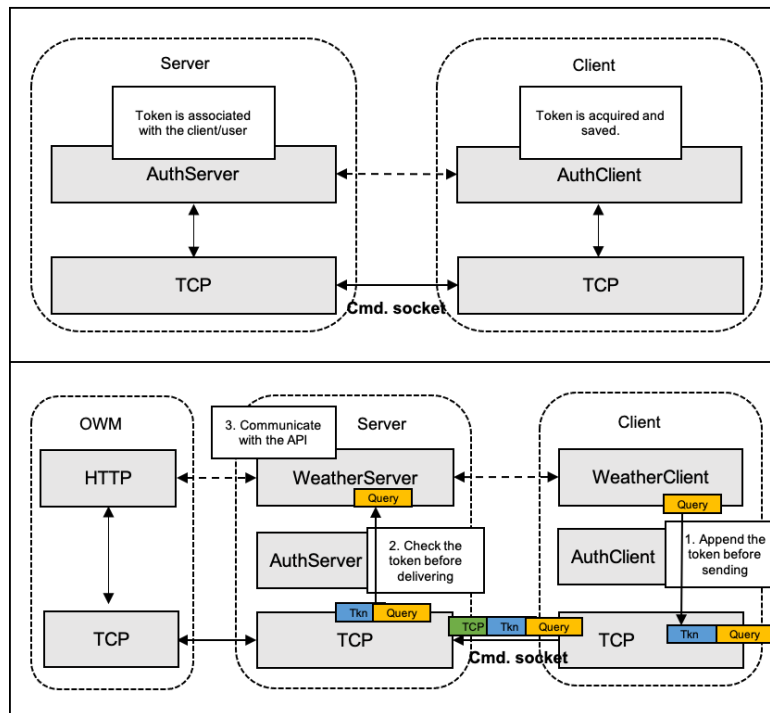 Server
Client
Token is associated
with the client/user
Token is acquired and
saved.
AuthServer
AuthClient
TCP
TCP
Cmd. socket
OWM
3. Communicate
with the API
Server
Client
HTTP
WeatherServer
WeatherClient
Query
Query
AuthServer
2. Check the
token before
delivering
AuthClient
1. Append the
token before
sending
Tkn
Query
TCP
Tkn
Query
Tkn
Query
TCP
TCP
TCP
Cmd. socket